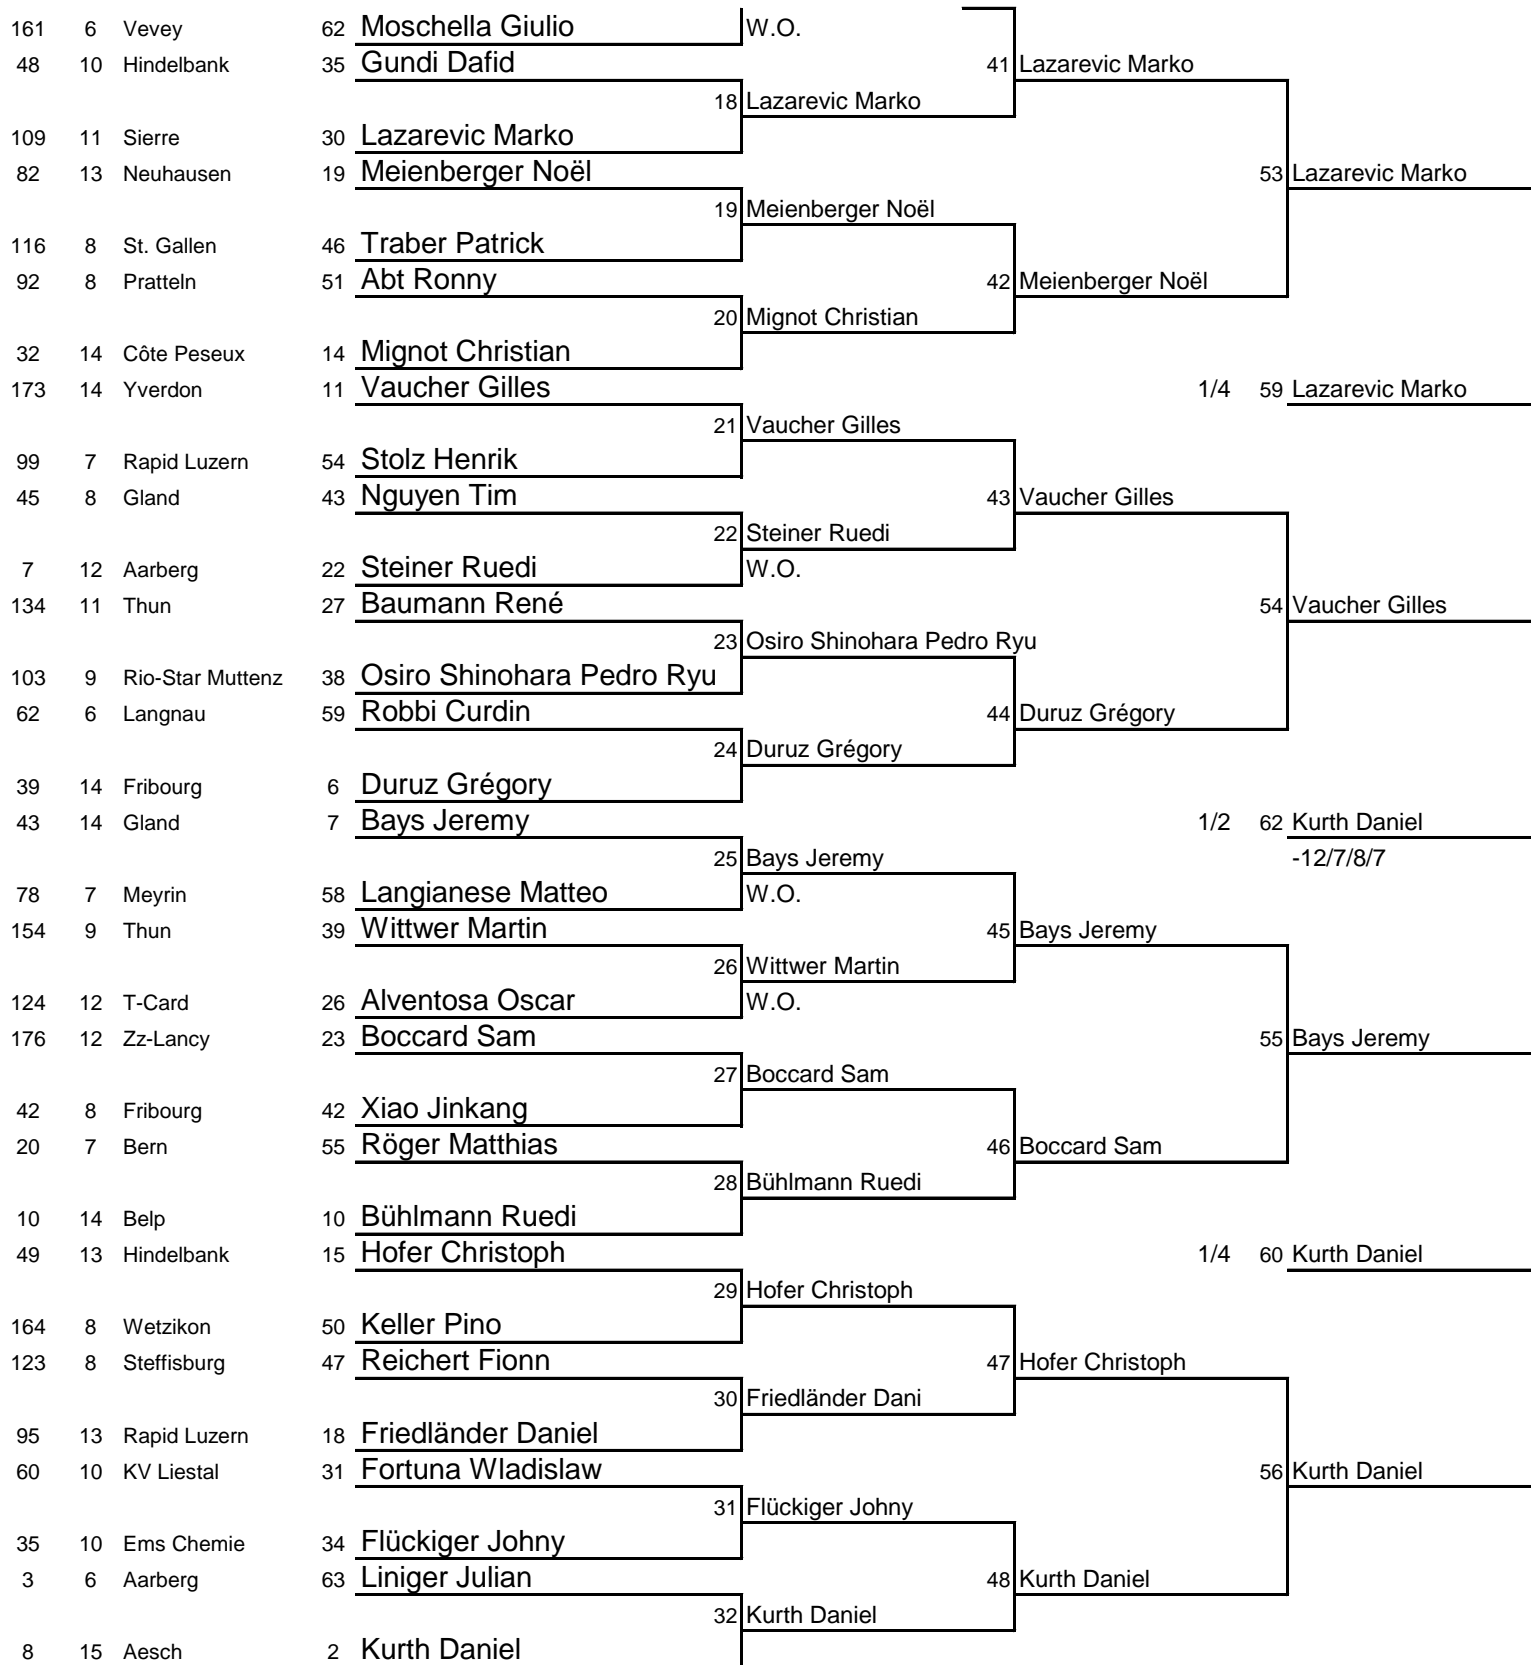 161 6 Vevey 62 Moschella Giulio W.O.
48 10 Hindelbank 35 Gundi Dafid 41 Lazarevic Marko
18 Lazarevic Marko
109 11 Sierre 30 Lazarevic Marko
82 13 Neuhausen 19 Meienberger Noël 53 Lazarevic Marko
19 Meienberger Noël
116 8 St. Gallen 46 Traber Patrick
92 8 Pratteln 51 Abt Ronny 42 Meienberger Noël
20 Mignot Christian
32 14 Côte Peseux 14 Mignot Christian
173 14 Yverdon 11 Vaucher Gilles 1/4 59 Lazarevic Marko
21 Vaucher Gilles
99 7 Rapid Luzern 54 Stolz Henrik
45 8 Gland 43 Nguyen Tim 43 Vaucher Gilles
22 Steiner Ruedi
7 12 Aarberg 22 Steiner Ruedi W.O.
134 11 Thun 27 Baumann René 54 Vaucher Gilles
23 Osiro Shinohara Pedro Ryu
103 9 Rio-Star Muttenz 38 Osiro Shinohara Pedro Ryu
62 6 Langnau 59 Robbi Curdin 44 Duruz Grégory
24 Duruz Grégory
39 14 Fribourg 6 Duruz Grégory
43 14 Gland 7 Bays Jeremy 1/2 62 Kurth Daniel
25 Bays Jeremy -12/7/8/7
78 7 Meyrin 58 Langianese Matteo W.O.
154 9 Thun 39 Wittwer Martin 45 Bays Jeremy
26 Wittwer Martin
124 12 T-Card 26 Alventosa Oscar W.O.
176 12 Zz-Lancy 23 Boccard Sam 55 Bays Jeremy
27 Boccard Sam
42 8 Fribourg 42 Xiao Jinkang
20 7 Bern 55 Röger Matthias 46 Boccard Sam
28 Bühlmann Ruedi
10 14 Belp 10 Bühlmann Ruedi
49 13 Hindelbank 15 Hofer Christoph 1/4 60 Kurth Daniel
29 Hofer Christoph
164 8 Wetzikon 50 Keller Pino
123 8 Steffisburg 47 Reichert Fionn 47 Hofer Christoph
30 Friedländer Dani
95 13 Rapid Luzern 18 Friedländer Daniel
60 10 KV Liestal 31 Fortuna Wladislaw 56 Kurth Daniel
31 Flückiger Johny
35 10 Ems Chemie 34 Flückiger Johny
3 6 Aarberg 63 Liniger Julian 48 Kurth Daniel
32 Kurth Daniel
8 15 Aesch 2 Kurth Daniel